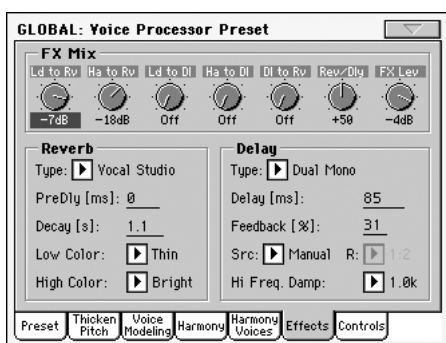 GLOBAL: Voice Processor Preset
FX Mix
Ld to Rv Ha to Rv Ld to Dl Ha to Dl Dl to Rv Rev/Dly FX Lev
-7dB -18dB Off Off Off +50 -4dB
Reverb
Type: Vocal Studio
PreDly [ms]: 0
Decay [s]: 1.1
Low Color: Thin
High Color: Bright
Delay
Type: Dual Mono
Delay [ms]: 85
Feedback [%]: 31
Src: Manual R: 1:2
Hi Freq. Damp: 1.0k
Preset Thicken Pitch Voice Modeling Harmony Harmony Voices Effects Controls